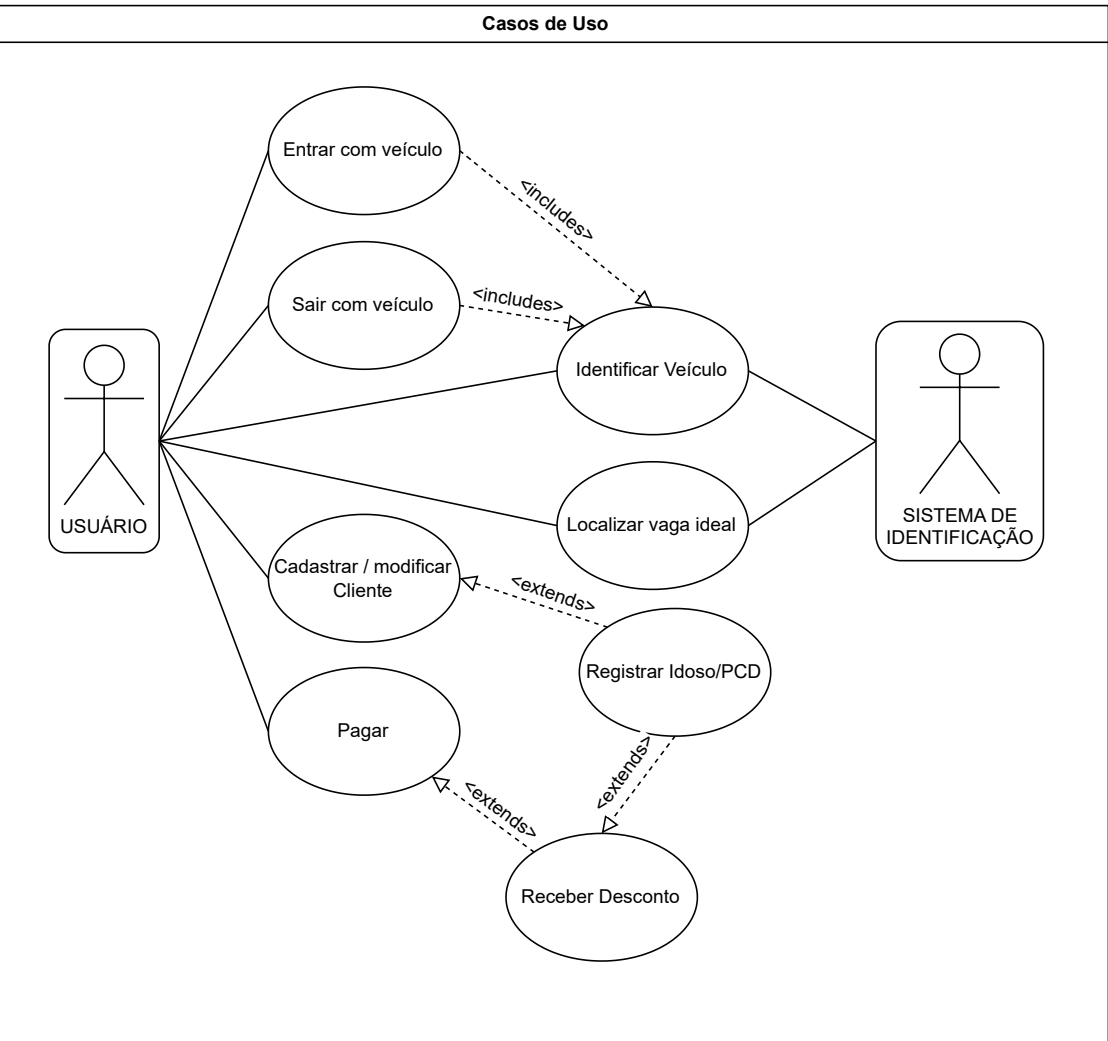 Casos de Uso
Entrar com veículo
<includes>
Sair com veículo
<includes>
Identificar Veículo
USUÁRIO
Localizar vaga ideal
SISTEMA DE
IDENTIFICAÇÃO
Cadastrar / modificar
Cliente
<extends>
Registrar Idoso/PCD
Pagar
<extends>
<extends>
Receber Desconto